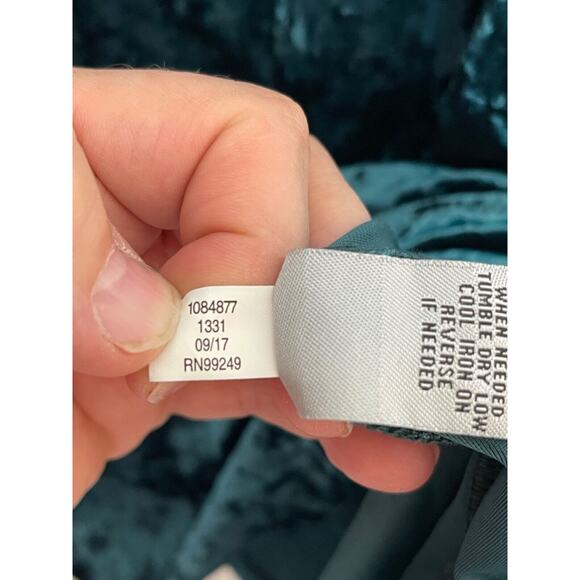 1084877
1331
09/17
RN99249
WHEN NEEDED
TUMBLE DRY LOW
COOL IRON ON
REVERSE
IF NEEDED